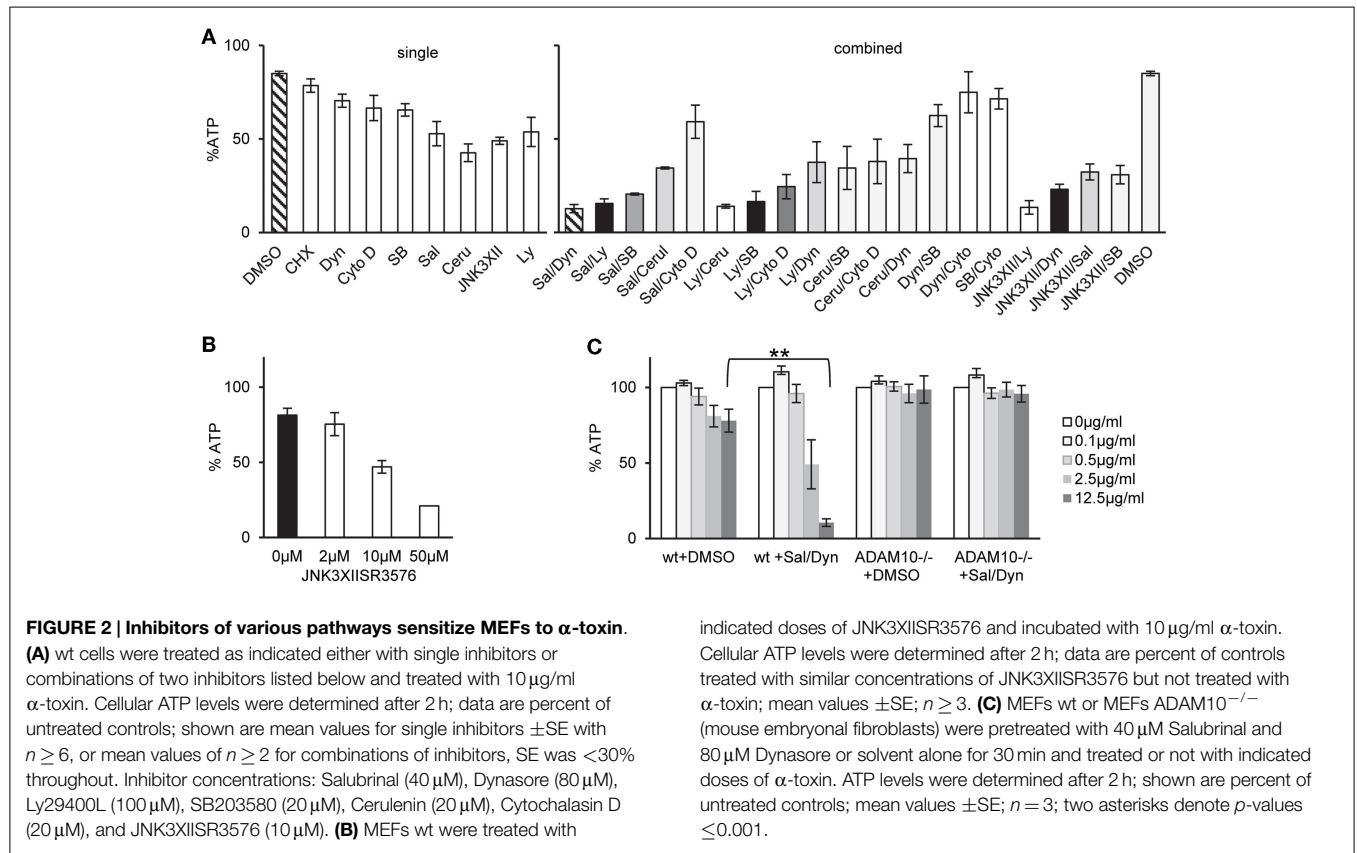 A
100
50
0
%ATP
single
combined
DMSO
CHX
Dyn
Cyto D
SB
Sal
Ceru
JNK3XII
Ly
Sal/Dyn
Sal/Ly
Sal/SB
Sal/Cerul
Sal/Cyto D
Ly/Ceru
Ly/SB
Ly/Cyto D
Ly/Dyn
Ceru/SB
Ceru/Cyto D
Ceru/Dyn
Dyn/SB
Dyn/Cyto
SB/Cyto
JNK3XII/Ly
JNK3XII/Dyn
JNK3XII/Sal
JNK3XII/SB
DMSO
B
100
50
0
% ATP
0µM 2µM 10µM 50µM
JNK3XIISR3576
C
**
100
50
0
% ATP
wt+DMSO wt +Sal/Dyn ADAM10-/- ADAM10-/-
+DMSO +Sal/Dyn
0µg/ml
0.1µg/ml
0.5µg/ml
2.5µg/ml
12.5µg/ml
FIGURE 2 | Inhibitors of various pathways sensitize MEFs to α-toxin.
(A) wt cells were treated as indicated either with single inhibitors or
combinations of two inhibitors listed below and treated with 10 µg/ml
α-toxin. Cellular ATP levels were determined after 2 h; data are percent of
untreated controls; shown are mean values for single inhibitors ±SE with
n ≥ 6, or mean values of n ≥ 2 for combinations of inhibitors, SE was <30%
throughout. Inhibitor concentrations: Salubrinal (40 µM), Dynasore (80 µM),
Ly29400L (100 µM), SB203580 (20 µM), Cerulenin (20 µM), Cytochalasin D
(20 µM), and JNK3XIISR3576 (10 µM). (B) MEFs wt were treated with
indicated doses of JNK3XIISR3576 and incubated with 10 µg/ml α-toxin.
Cellular ATP levels were determined after 2 h; data are percent of controls
treated with similar concentrations of JNK3XIISR3576 but not treated with
α-toxin; mean values ±SE; n ≥ 3. (C) MEFs wt or MEFs ADAM10−/−
(mouse embryonal fibroblasts) were pretreated with 40 µM Salubrinal and
80 µM Dynasore or solvent alone for 30 min and treated or not with indicated
doses of α-toxin. ATP levels were determined after 2 h; shown are percent of
untreated controls; mean values ±SE; n = 3; two asterisks denote p-values
≤0.001.